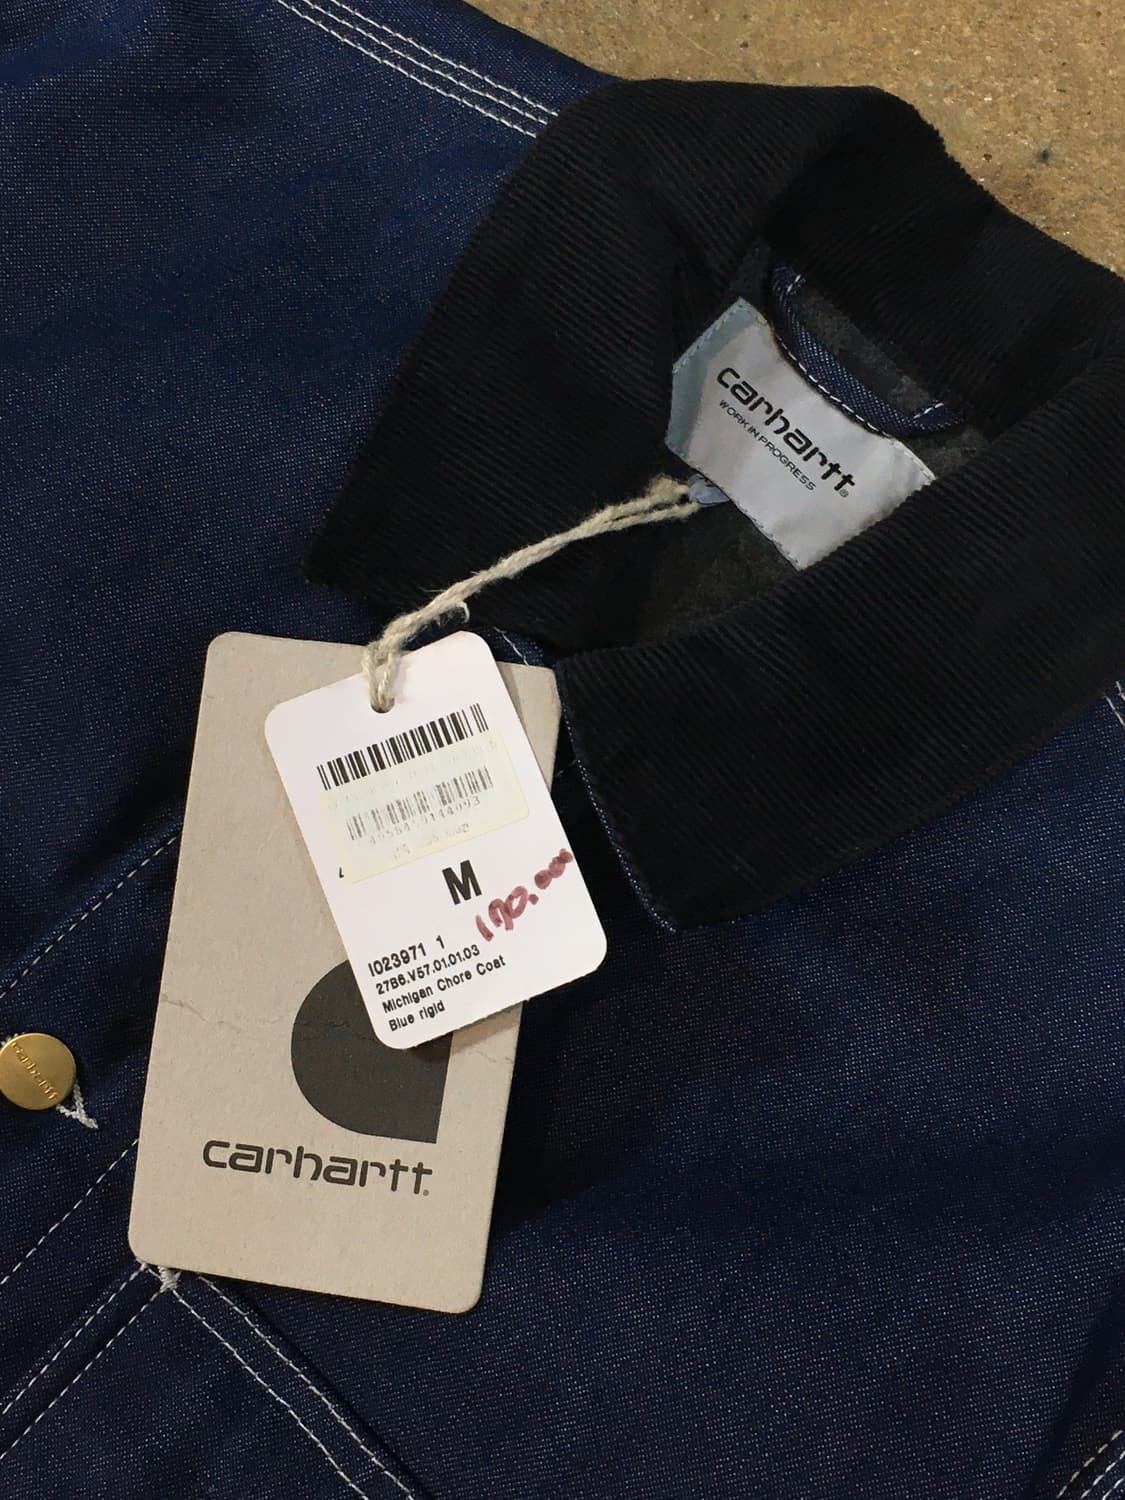 carhartt®
WORK IN PROGRESS
M
170.000
I023971 1
27B6.V57.01.01.03
Michigan Chore Coat
Blue rigid
carhartt
carhartt®